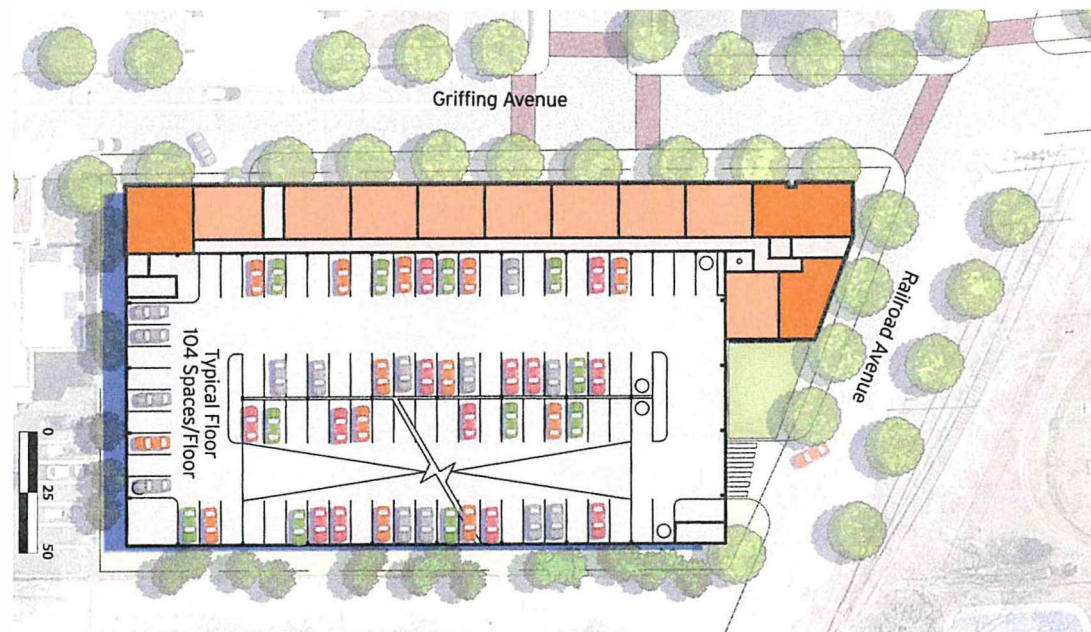 Griffing Avenue
Railroad Avenue
Typical Floor
104 Spaces/Floor
0
25
50